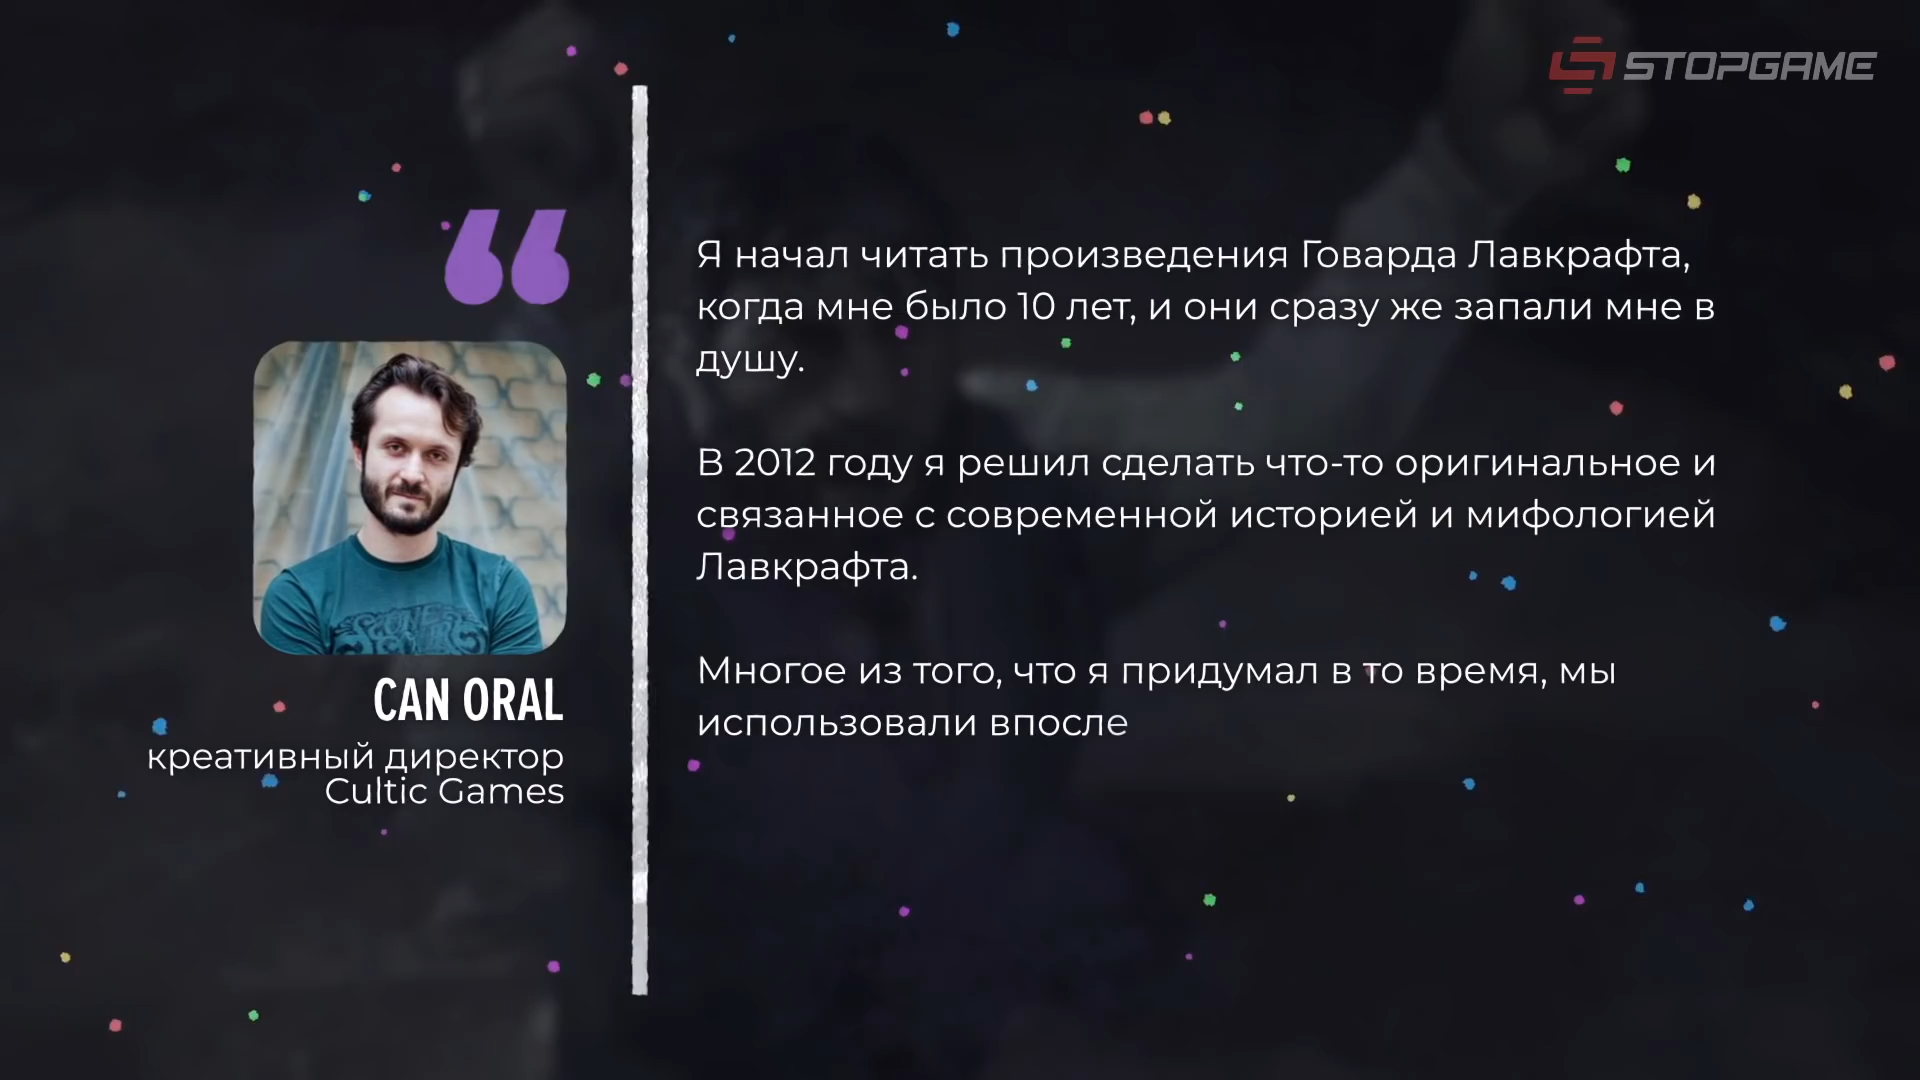 STOPGAME
CAN ORAL
креативный директор
Cultic Games
Я начал читать произведения Говарда Лавкрафта,
когда мне было 10 лет, и они сразу же запали мне в
душу.
В 2012 году я решил сделать что-то оригинальное и
связанное с современной историей и мифологией
Лавкрафта.
Многое из того, что я придумал в то время, мы
использовали впосле